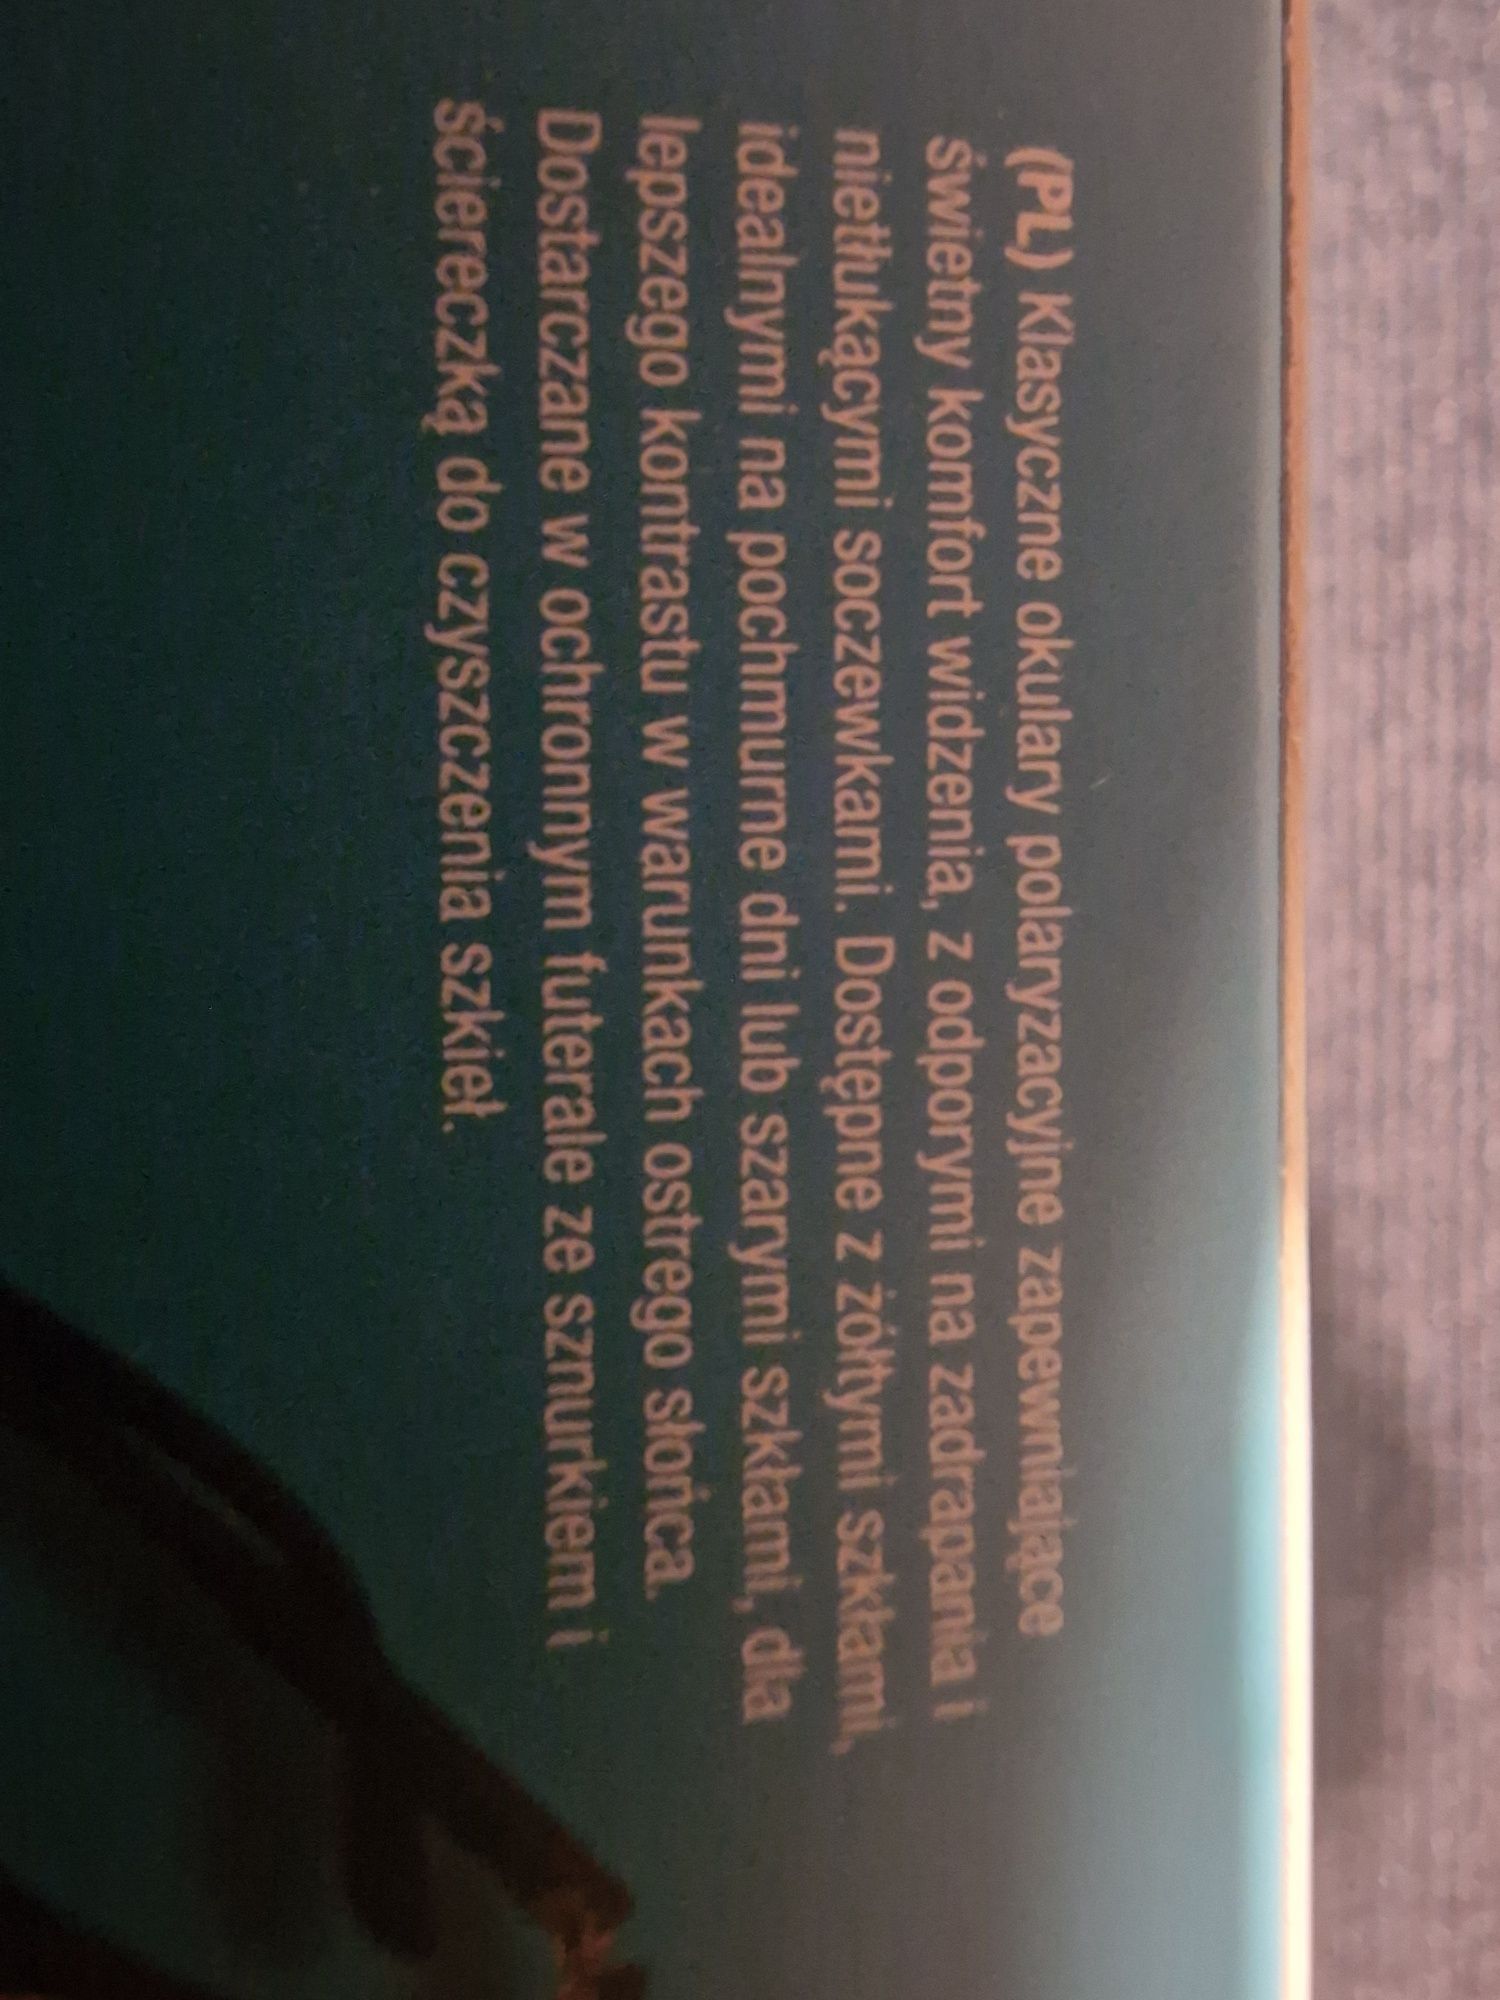 (PL) Klasyczne okulary polaryzacyjne zapewniające
świetny komfort widzenia, z odpornymi na zadrapania i
nietłukącymi soczewkami. Dostępne z żółtymi szkłami,
idealnymi na pochmurne dni lub szarymi szkłami, dla
lepszego kontrastu w warunkach ostrego słońca.
Dostarczane w ochronnym futerale ze sznurkiem i
ściereczką do czyszczenia szkieł.